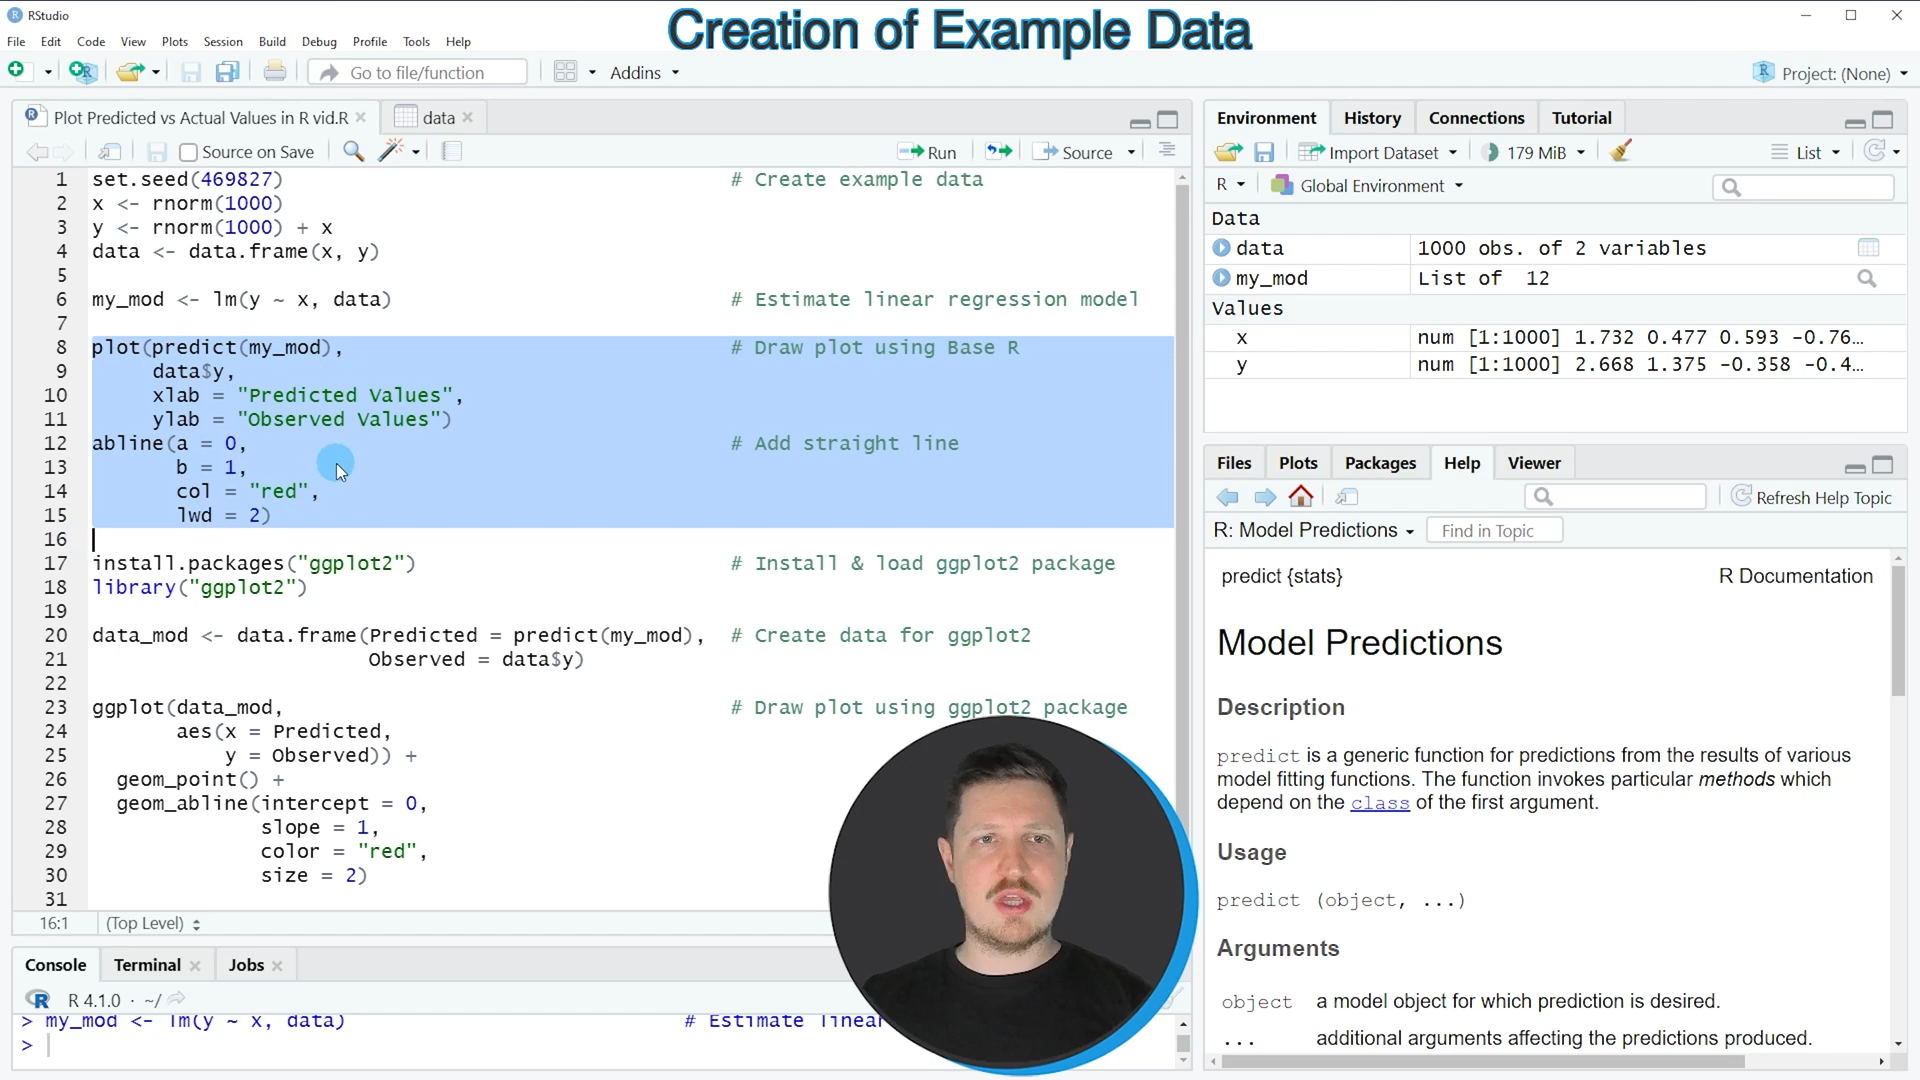 RStudio
Creation of Example Data
File Edit Code View Plots Session Build Debug Profile Tools Help
Go to file/function
Addins
Project: (None)
Plot Predicted vs Actual Values in R vid.R
data
Source on Save
Run
Source
1 set.seed(469827) # Create example data
2 x <- rnorm(1000)
3 y <- rnorm(1000) + x
4 data <- data.frame(x, y)
5
6 my_mod <- lm(y ~ x, data) # Estimate linear regression model
7
8 plot(predict(my_mod), # Draw plot using Base R
9 data$y,
10 xlab = "Predicted Values",
11 ylab = "Observed Values")
12 abline(a = 0, # Add straight line
13 b = 1,
14 col = "red",
15 lwd = 2)
16
17 install.packages("ggplot2") # Install & load ggplot2 package
18 library("ggplot2")
19
20 data_mod <- data.frame(Predicted = predict(my_mod), # Create data for ggplot2
21 Observed = data$y)
22
23 ggplot(data_mod, # Draw plot using ggplot2 package
24 aes(x = Predicted,
25 y = Observed)) +
26 geom_point() +
27 geom_abline(intercept = 0,
28 slope = 1,
29 color = "red",
30 size = 2)
31
16:1 (Top Level)
Console Terminal Jobs
R 4.1.0 · ~/
> my_mod <- lm(y ~ x, data) # Estimate linear
>
Environment History Connections Tutorial
Import Dataset 179 MiB List
R Global Environment
Data
data 1000 obs. of 2 variables
my_mod List of 12
Values
x num [1:1000] 1.732 0.477 0.593 -0.76…
y num [1:1000] 2.668 1.375 -0.358 -0.4…
Files Plots Packages Help Viewer
Refresh Help Topic
R: Model Predictions Find in Topic
predict {stats} R Documentation
Model Predictions
Description
predict is a generic function for predictions from the results of various
model fitting functions. The function invokes particular methods which
depend on the class of the first argument.
Usage
predict (object, ...)
Arguments
object a model object for which prediction is desired.
... additional arguments affecting the predictions produced.